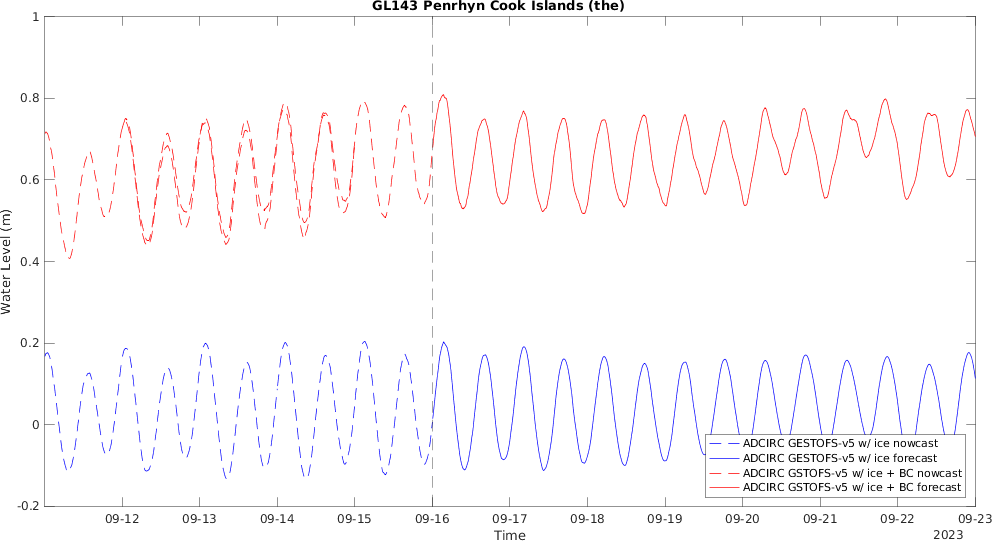 GL143 Penrhyn Cook Islands (the)
Water Level (m)
1
0.8
0.6
0.4
0.2
0
-0.2
ADCIRC GESTOFS-v5 w/ ice nowcast
ADCIRC GESTOFS-v5 w/ ice forecast
ADCIRC GSTOFS-v5 w/ ice + BC nowcast
ADCIRC GSTOFS-v5 w/ ice + BC forecast
09-12 09-13 09-14 09-15 09-16 09-17 09-18 09-19 09-20 09-21 09-22 09-23
Time
2023